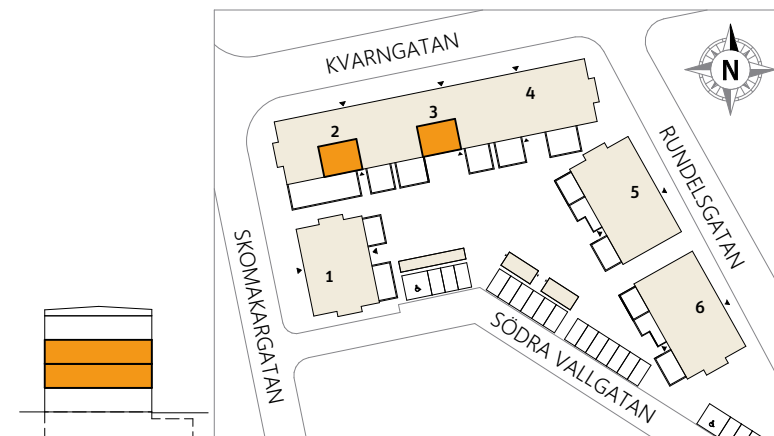 KVARNGATAN
N
4
3
2
RUNDELSGATAN
5
SKOMAKARGATAN
1
6
SÖDRA VALLGATAN